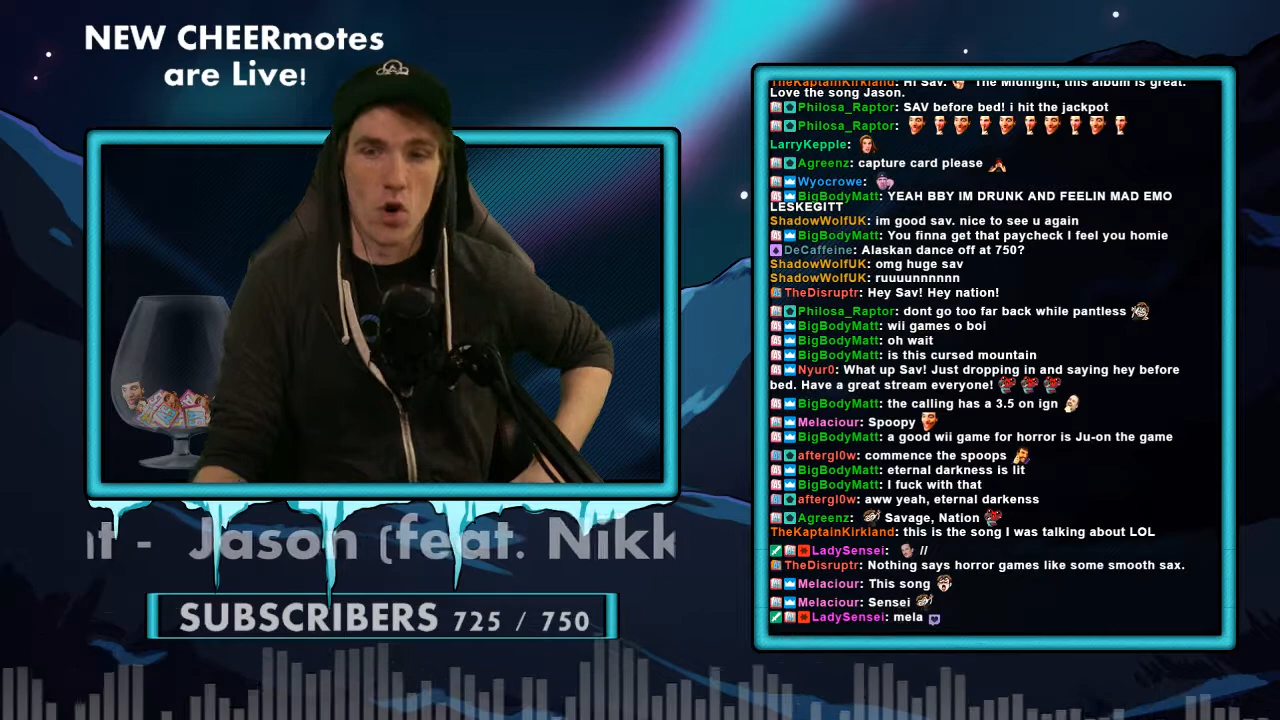 NEW CHEERmotes
are Live!
TheKaptainKirkland: Hi Sav. The Midnight, this album is great.
Love the song Jason.
Philosa_Raptor: SAV before bed! i hit the jackpot
Philosa_Raptor:
LarryKepple:
Agreenz: capture card please
Wyocrowe:
BigBodyMatt: YEAH BBY IM DRUNK AND FEELIN MAD EMO
LESKEGITT
ShadowWolfUK: im good sav. nice to see u again
BigBodyMatt: You finna get that paycheck I feel you homie
DeCaffeine: Alaskan dance off at 750?
ShadowWolfUK: omg huge sav
ShadowWolfUK: ruuuunnnnnn
TheDisruptr: Hey Sav! Hey nation!
Philosa_Raptor: dont go too far back while pantless
BigBodyMatt: wii games o boi
BigBodyMatt: oh wait
BigBodyMatt: is this cursed mountain
Nyur0: What up Sav! Just dropping in and saying hey before
bed. Have a great stream everyone!
BigBodyMatt: the calling has a 3.5 on ign
Melaciour: Spoopy
BigBodyMatt: a good wii game for horror is Ju-on the game
aftergl0w: commence the spoops
BigBodyMatt: eternal darkness is lit
BigBodyMatt: I fuck with that
aftergl0w: aww yeah, eternal darkenss
Agreenz: Savage, Nation
TheKaptainKirkland: this is the song I was talking about LOL
LadySensei: //
TheDisruptr: Nothing says horror games like some smooth sax.
Melaciour: This song
Melaciour: Sensei
LadySensei: mela
nt - Jason (feat. Nikk
SUBSCRIBERS 725 / 750